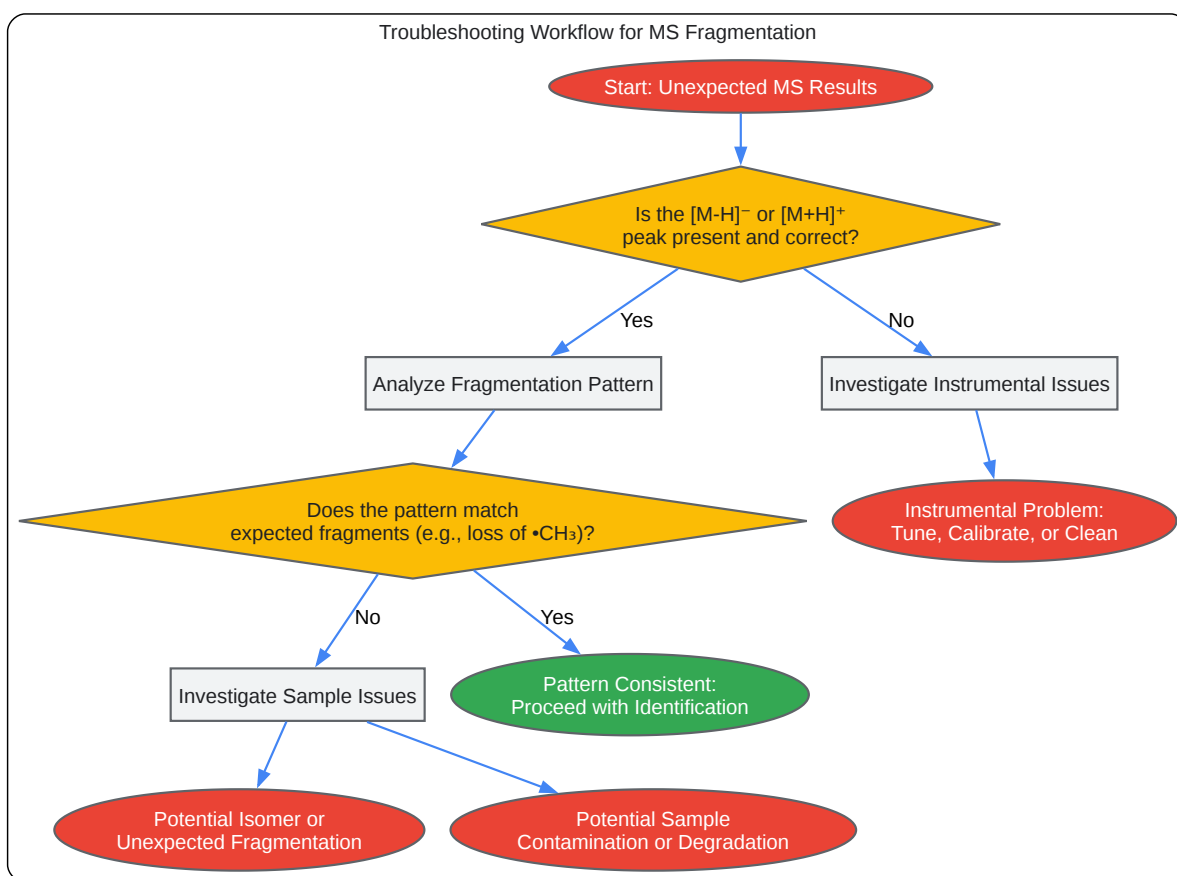 Troubleshooting Workflow for MS Fragmentation
Start: Unexpected MS Results
Is the [M-H]⁻ or [M+H]⁺
peak present and correct?
Yes
No
Analyze Fragmentation Pattern
Investigate Instrumental Issues
Does the pattern match
expected fragments (e.g., loss of •CH₃)?
Instrumental Problem:
Tune, Calibrate, or Clean
No
Yes
Investigate Sample Issues
Pattern Consistent:
Proceed with Identification
Potential Isomer or
Unexpected Fragmentation
Potential Sample
Contamination or Degradation